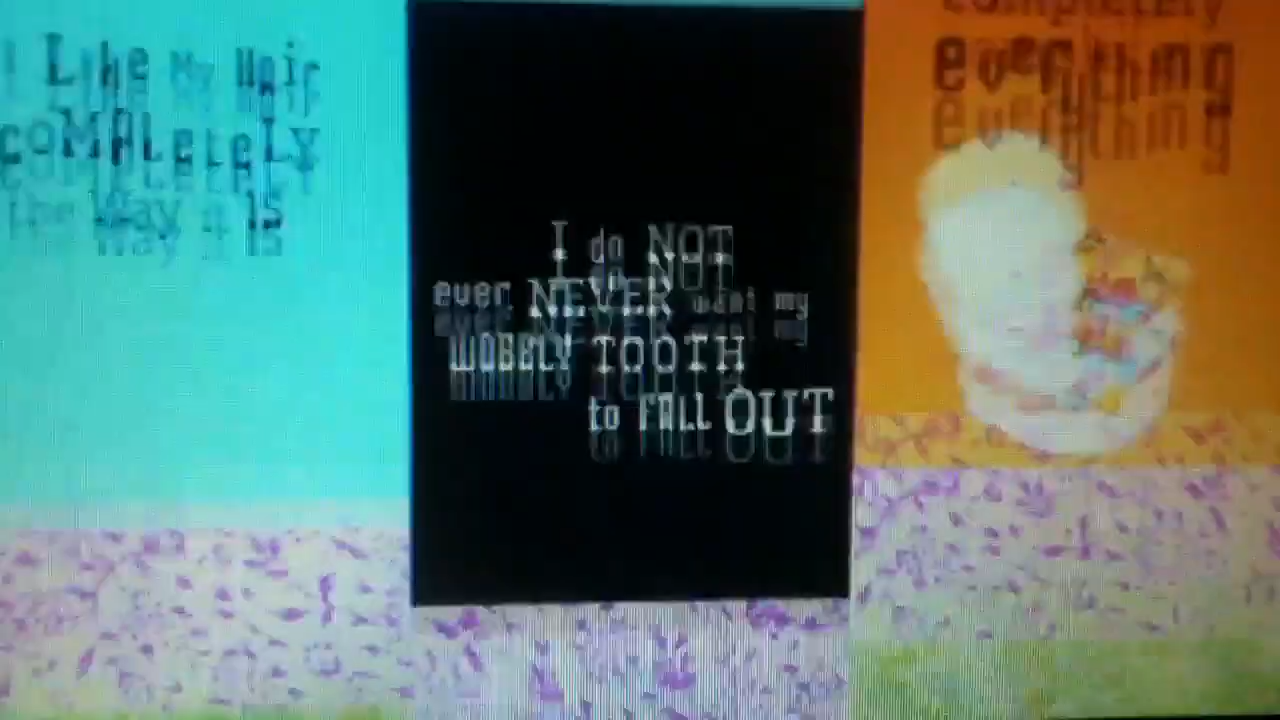 I Like My Hair
coMPLeteLY
the Way it is
I do NOT
ever NEVER want my
WOBBLY TOOTH
to FALL OUT
completely
everything